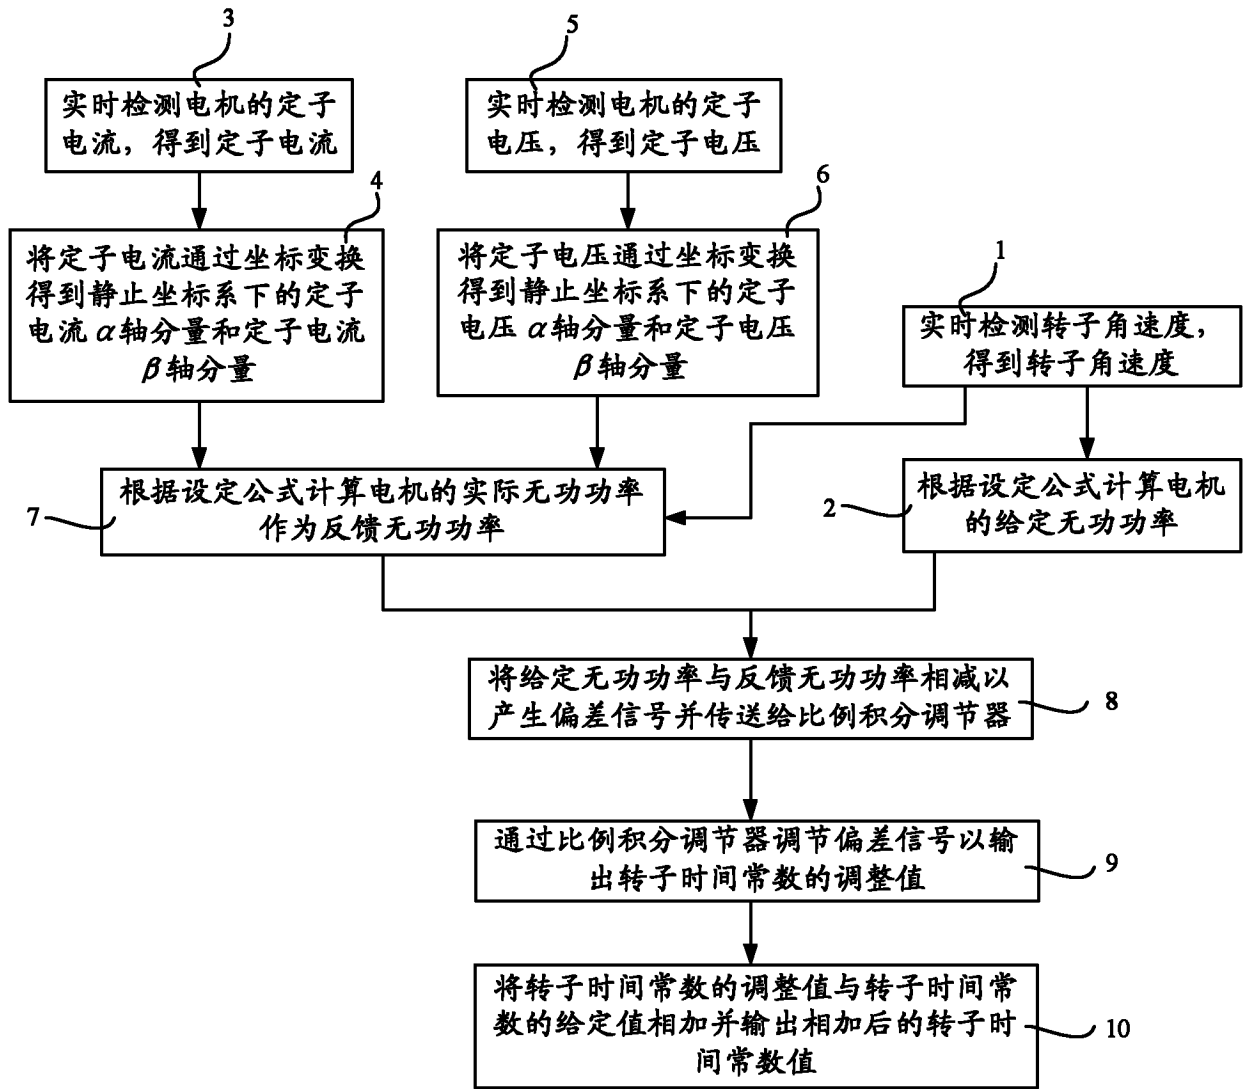 3
实时检测电机的定子
电流，得到定子电流
5
实时检测电机的定子
电压，得到定子电压
4
将定子电流通过坐标变换
得到静止坐标系下的定子
电流α轴分量和定子电流
β轴分量
6
将定子电压通过坐标变换
得到静止坐标系下的定子
电压α轴分量和定子电压
β轴分量
1
实时检测转子角速度，
得到转子角速度
7
根据设定公式计算电机的实际无功功率
作为反馈无功功率
2
根据设定公式计算电机
的给定无功功率
将给定无功功率与反馈无功功率相减以
产生偏差信号并传送给比例积分调节器
8
通过比例积分调节器调节偏差信号以输
出转子时间常数的调整值
9
将转子时间常数的调整值与转子时间常
数的给定值相加并输出相加后的转子时
间常数值
10